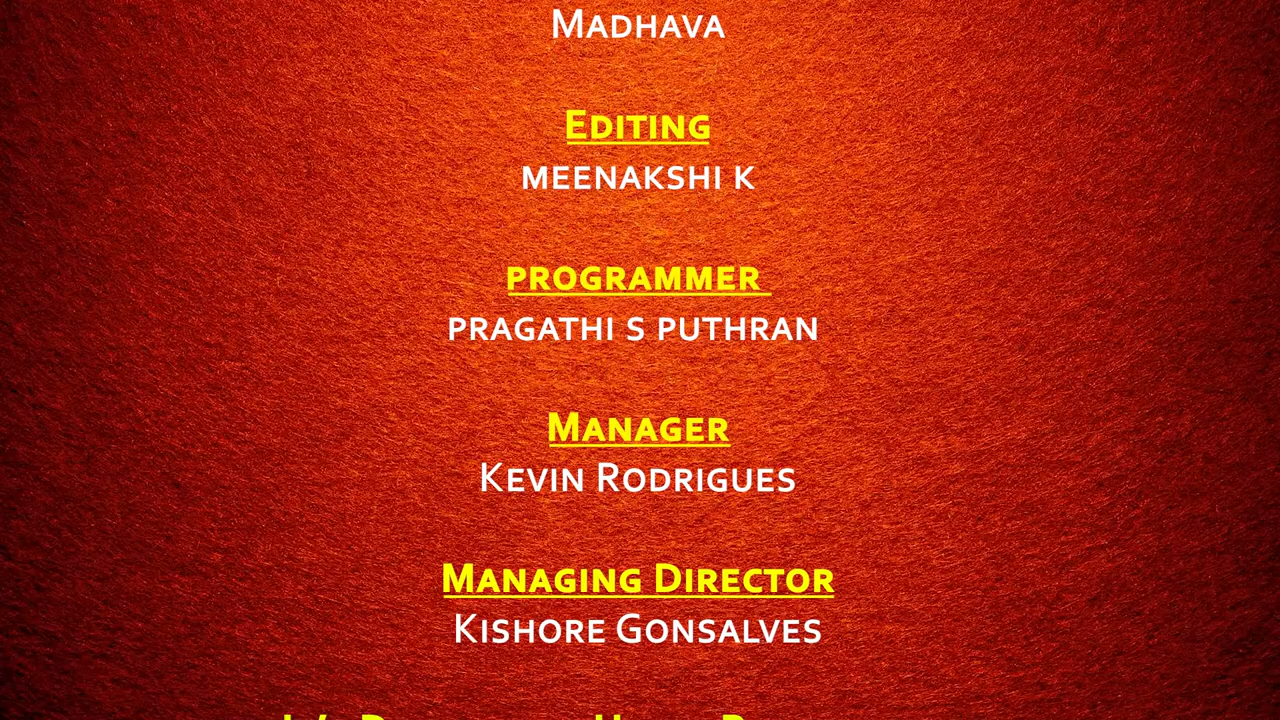 Madhava
Editing
MEENAKSHI K
PROGRAMMER
PRAGATHI S PUTHRAN
Manager
Kevin Rodrigues
Managing Director
Kishore Gonsalves